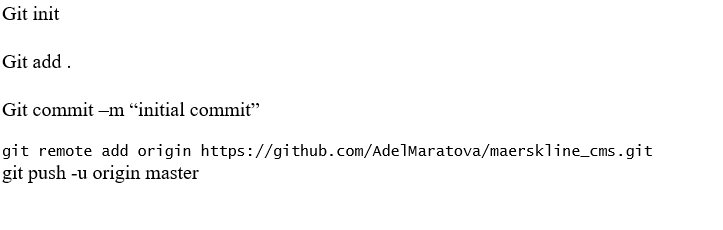 Git init
Git add .
Git commit –m “initial commit”
git remote add origin https://github.com/AdelMaratova/maerskline_cms.git
git push -u origin master